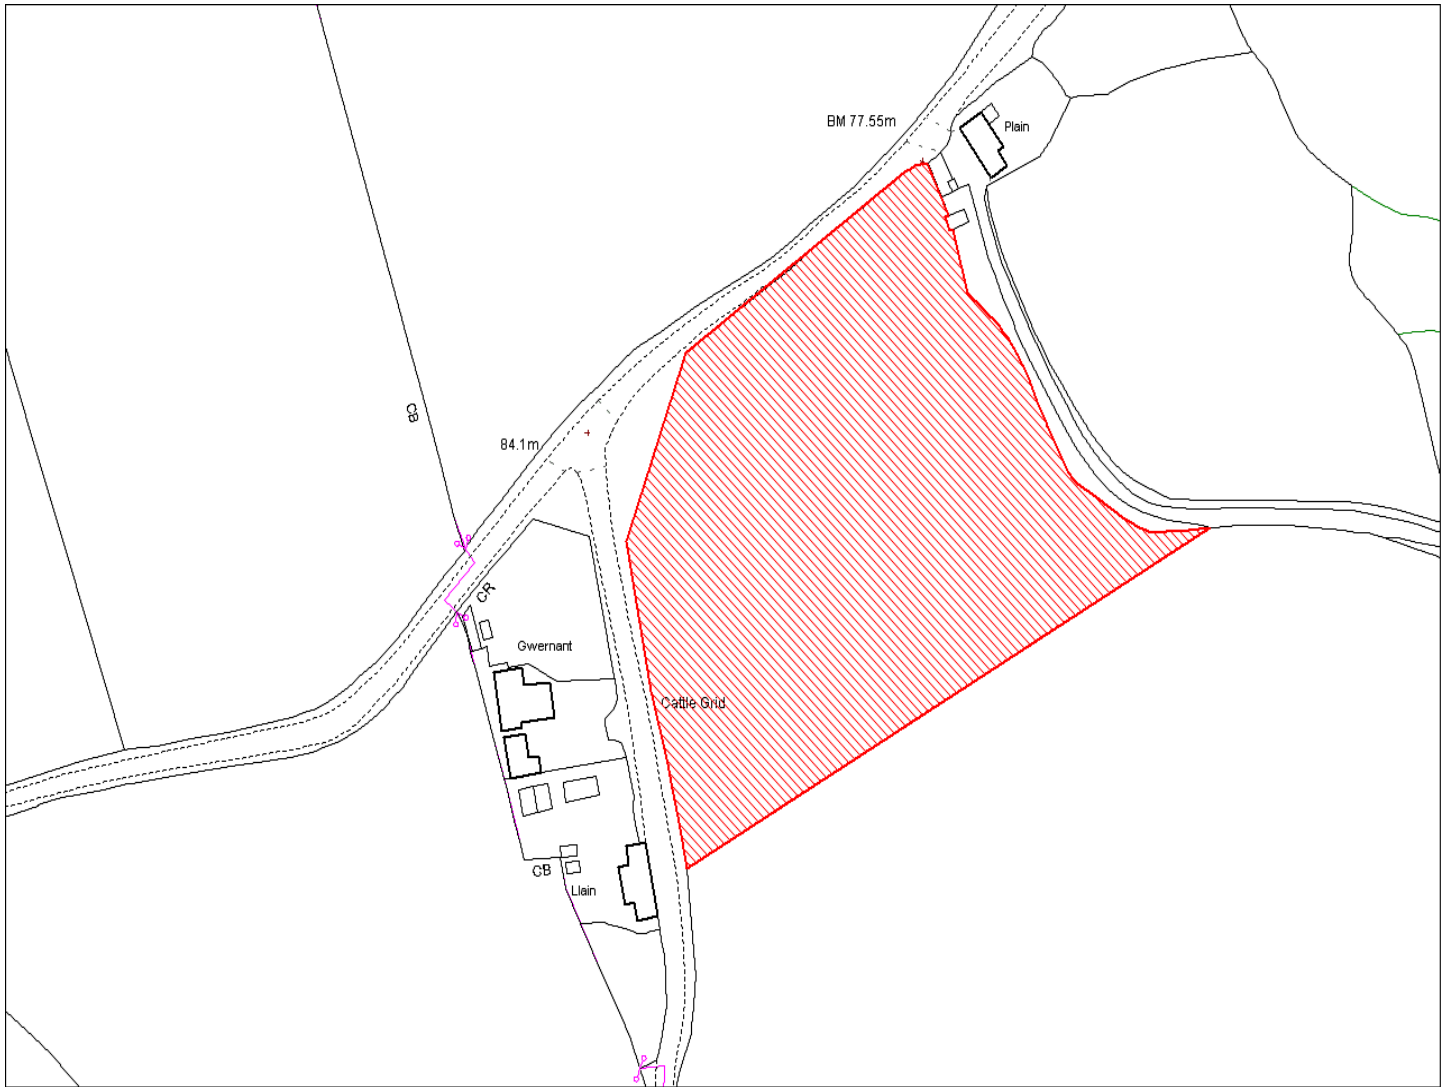 BM 77.55m
Plain
CB
84.1m
CR
Gwernant
Cattle Grid
CB
Llain